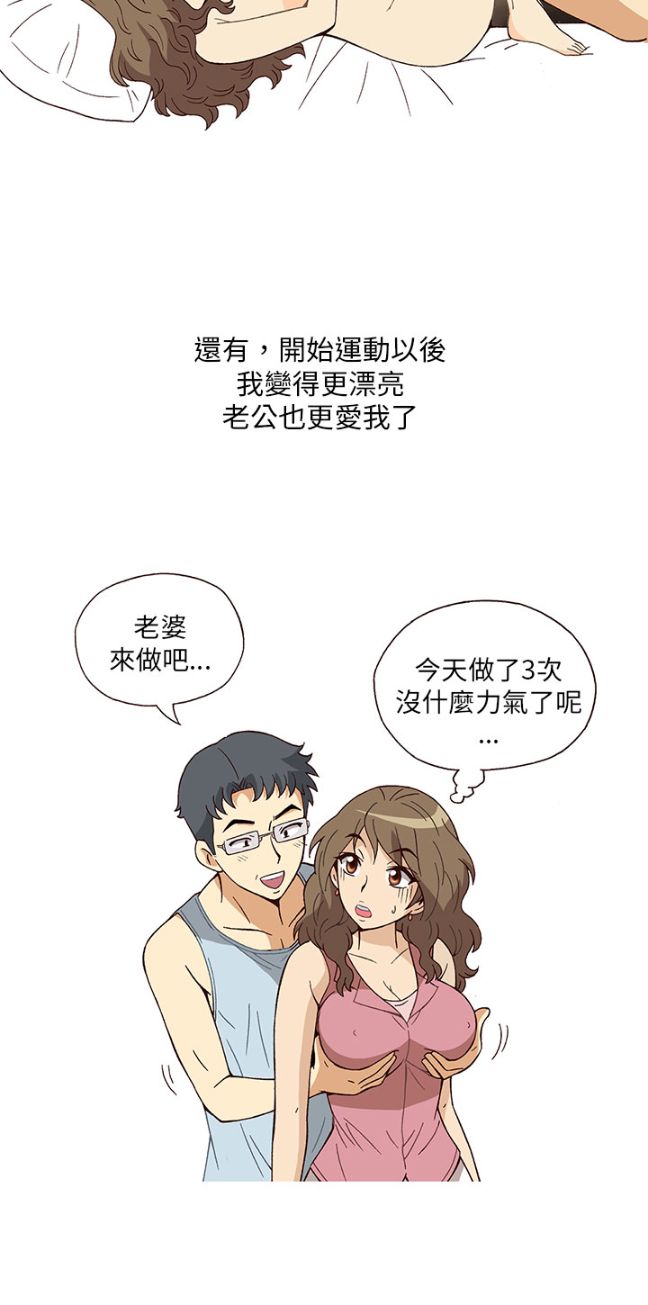 還有，開始運動以後
我變得更漂亮
老公也更愛我了
老婆
來做吧...
今天做了3次
沒什麼力氣了呢
...